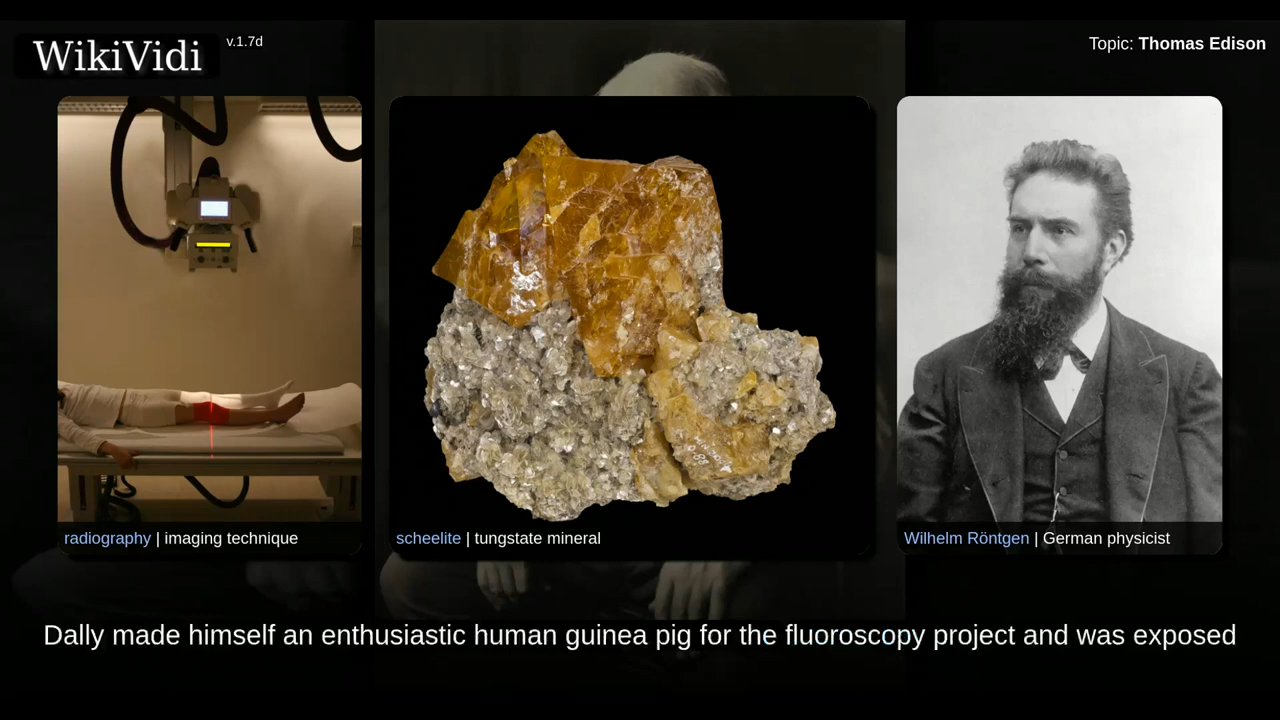 WikiVidi
v.1.7d
Topic: Thomas Edison
radiography | imaging technique
scheelite | tungstate mineral
Wilhelm Röntgen | German physicist
Dally made himself an enthusiastic human guinea pig for the fluoroscopy project and was exposed